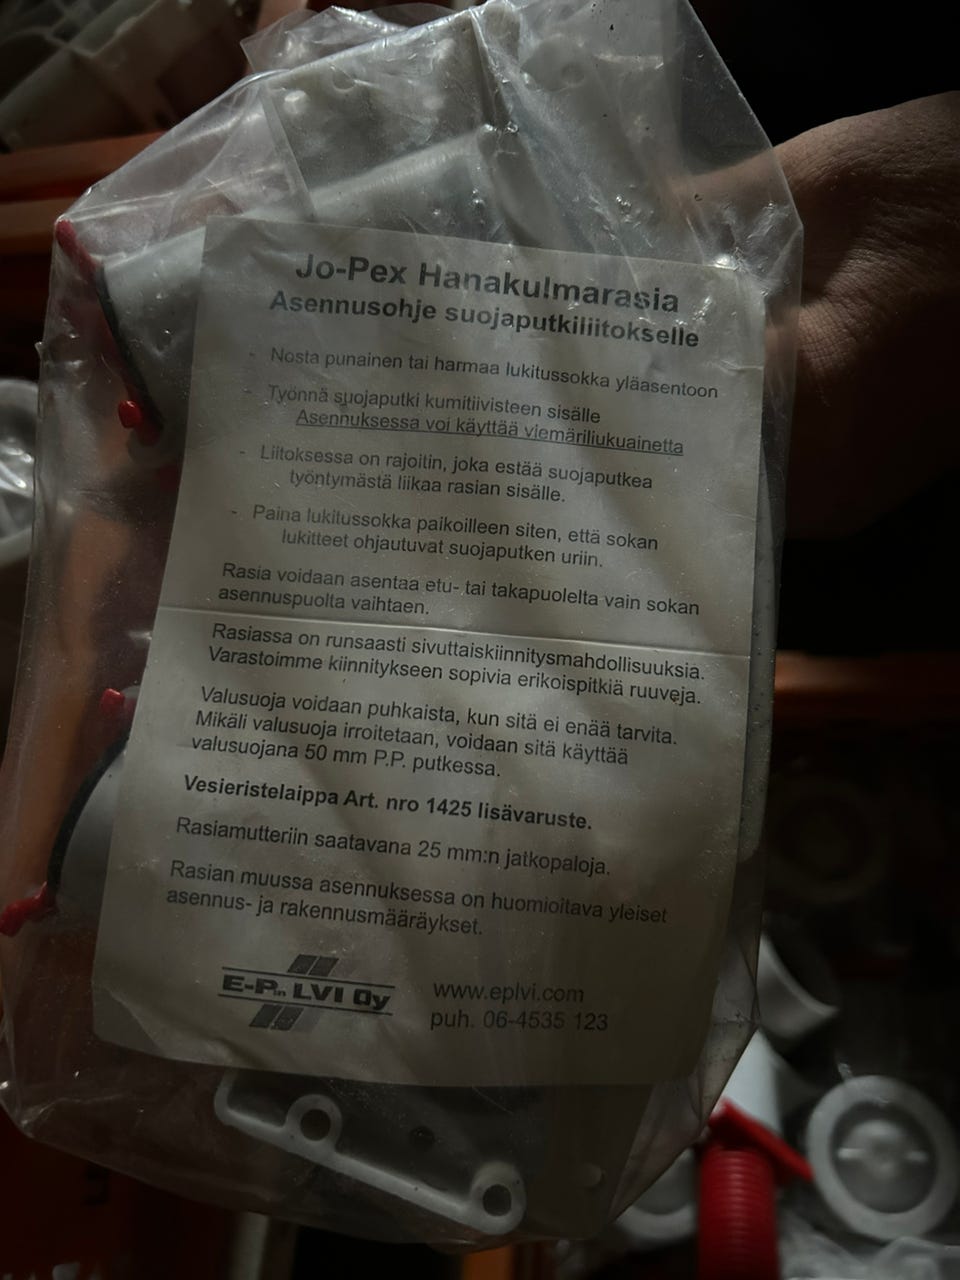 Jo-Pex Hanakulmarasia
Asennusohje suojaputkiliitokselle
- Nosta punainen tai harmaa lukitussokka yläasentoon
- Työnnä suojaputki kumitiivisteen sisälle
Asennuksessa voi käyttää viemäriliukuainetta
- Liitoksessa on rajoitin, joka estää suojaputkea
työntymästä liikaa rasian sisälle.
- Paina lukitussokka paikoilleen siten, että sokan
lukitteet ohjautuvat suojaputken uriin.
Rasia voidaan asentaa etu- tai takapuolelta vain sokan
asennuspuolta vaihtaen.
Rasiassa on runsaasti sivuttaiskiinnitysmahdollisuuksia.
Varastoimme kiinnitykseen sopivia erikoispitkiä ruuveja.
Valusuoja voidaan puhkaista, kun sitä ei enää tarvita.
Mikäli valusuoja irroitetaan, voidaan sitä käyttää
valusuojana 50 mm P.P. putkessa.
Vesieristelaippa Art. nro 1425 lisävaruste.
Rasiamutteriin saatavana 25 mm:n jatkopaloja.
Rasian muussa asennuksessa on huomioitava yleiset
asennus- ja rakennusmääräykset.
E-P:n LVI Oy
www.eplvi.com
puh. 06-4535 123